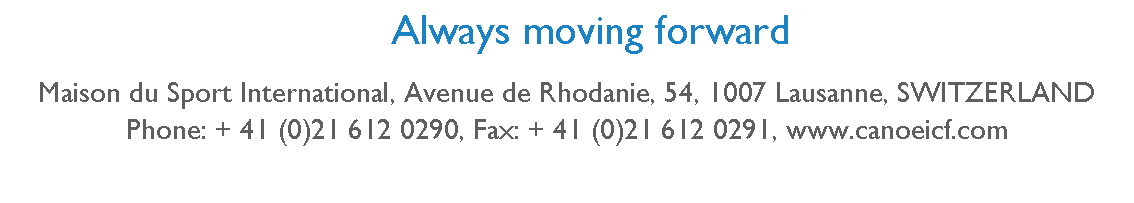 Always moving forward
Maison du Sport International, Avenue de Rhodanie, 54, 1007 Lausanne, SWITZERLAND
Phone: + 41 (0)21 612 0290, Fax: + 41 (0)21 612 0291, www.canoeicf.com